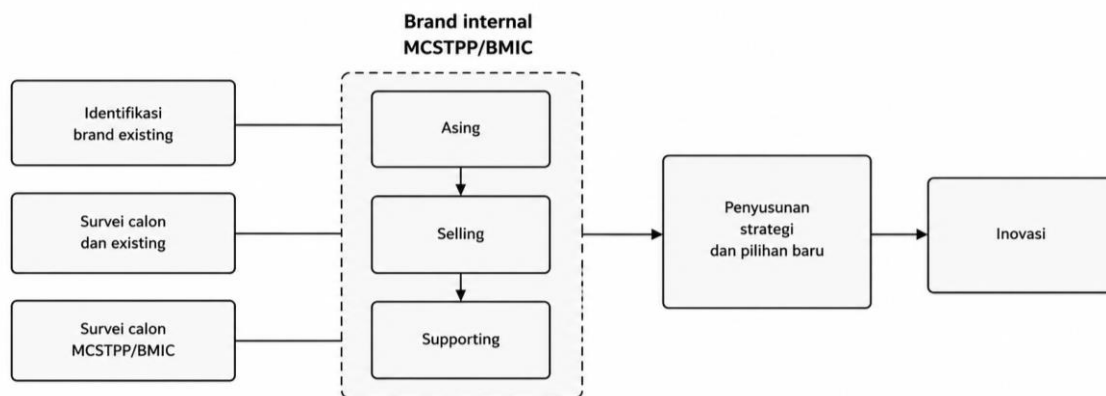 Brand internal
MCSTPP/BMIC
Identifikasi
brand existing
Survei calon
dan existing
Survei calon
MCSTPP/BMIC
Asing
Selling
Supporting
Penyusunan
strategi
dan pilihan baru
Inovasi